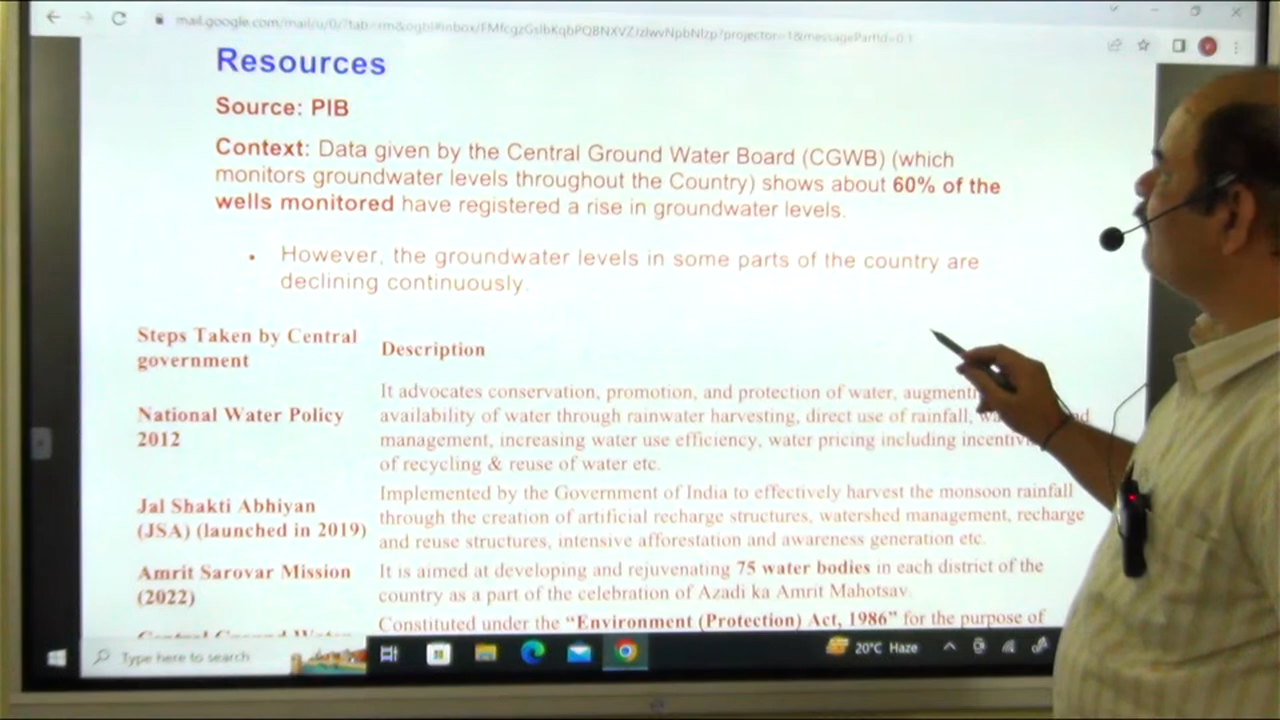 Resources
Source: PIB
Context: Data given by the Central Ground Water Board (CGWB) (which
monitors groundwater levels throughout the Country) shows about 60% of the
wells monitored have registered a rise in groundwater levels.
• However, the groundwater levels in some parts of the country are
declining continuously.
Steps Taken by Central
government
Description
National Water Policy
2012
It advocates conservation, promotion, and protection of water,
availability of water through rainwater harvesting, direct use of rainfall,
management, increasing water use efficiency, water pricing including
of recycling & reuse of water etc.
Jal Shakti Abhiyan
(JSA) (launched in 2019)
Implemented by the Government of India to effectively harvest the monsoon rainfall
through the creation of artificial recharge structures, watershed management, recharge
and reuse structures, intensive afforestation and awareness generation etc.
Amrit Sarovar Mission
(2022)
It is aimed at developing and rejuvenating 75 water bodies in each district of the
country as a part of the celebration of Azadi ka Amrit Mahotsav.
Constituted under the “Environment (Protection) Act, 1986” for the purpose of
Type here to search
20°C Haze